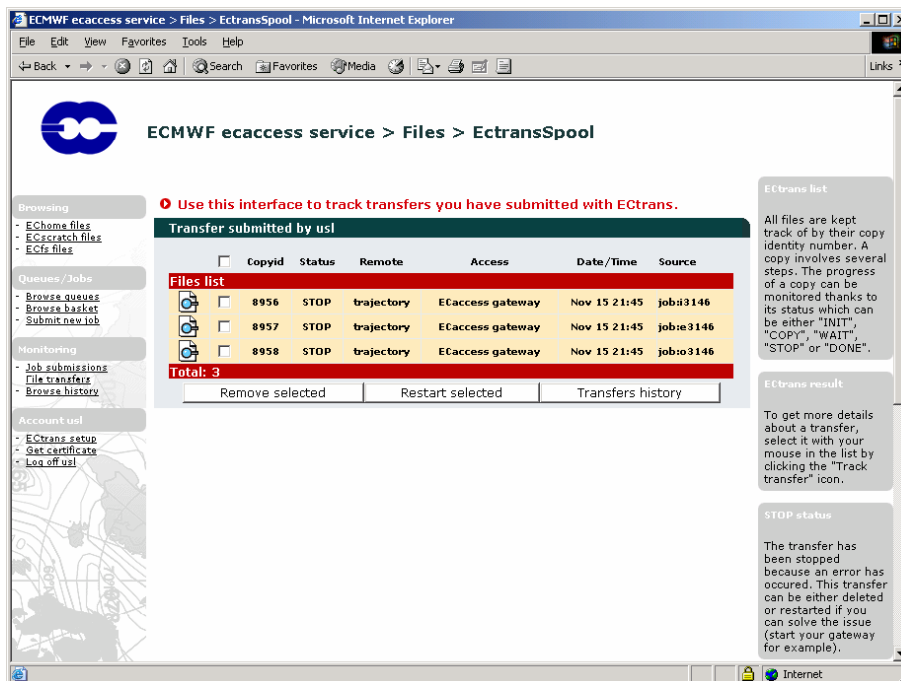 ECMWF ecaccess service > Files > EctransSpool - Microsoft Internet Explorer
File Edit View Favorites Tools Help
Back Search Favorites Media Links
ECMWF ecaccess service > Files > EctransSpool
Browsing
- EChome files
- ECscratch files
- ECfs files
Queues/Jobs
- Browse queues
- Browse basket
- Submit new job
Monitoring
- Job submissions
File transfers
- Browse history
Account usl
- ECtrans setup
- Get certificate
- Log off usl
Use this interface to track transfers you have submitted with ECtrans.
Transfer submitted by usl
Copyid Status Remote Access Date/Time Source
Files list
8956 STOP trajectory ECaccess gateway Nov 15 21:45 job:i3146
8957 STOP trajectory ECaccess gateway Nov 15 21:45 job:e3146
8958 STOP trajectory ECaccess gateway Nov 15 21:45 job:o3146
Total: 3
Remove selected Restart selected Transfers history
ECtrans list
All files are kept
track of by their copy
identity number. A
copy involves several
steps. The progress
of a copy can be
monitored thanks to
its status which can
be either "INIT",
"COPY", "WAIT",
"STOP" or "DONE".
ECtrans result
To get more details
about a transfer,
select it with your
mouse in the list by
clicking the "Track
transfer" icon.
STOP status
The transfer has
been stopped
because an error has
occured. This transfer
can be either deleted
or restarted if you
can solve the issue
(start your gateway
for example).
Internet